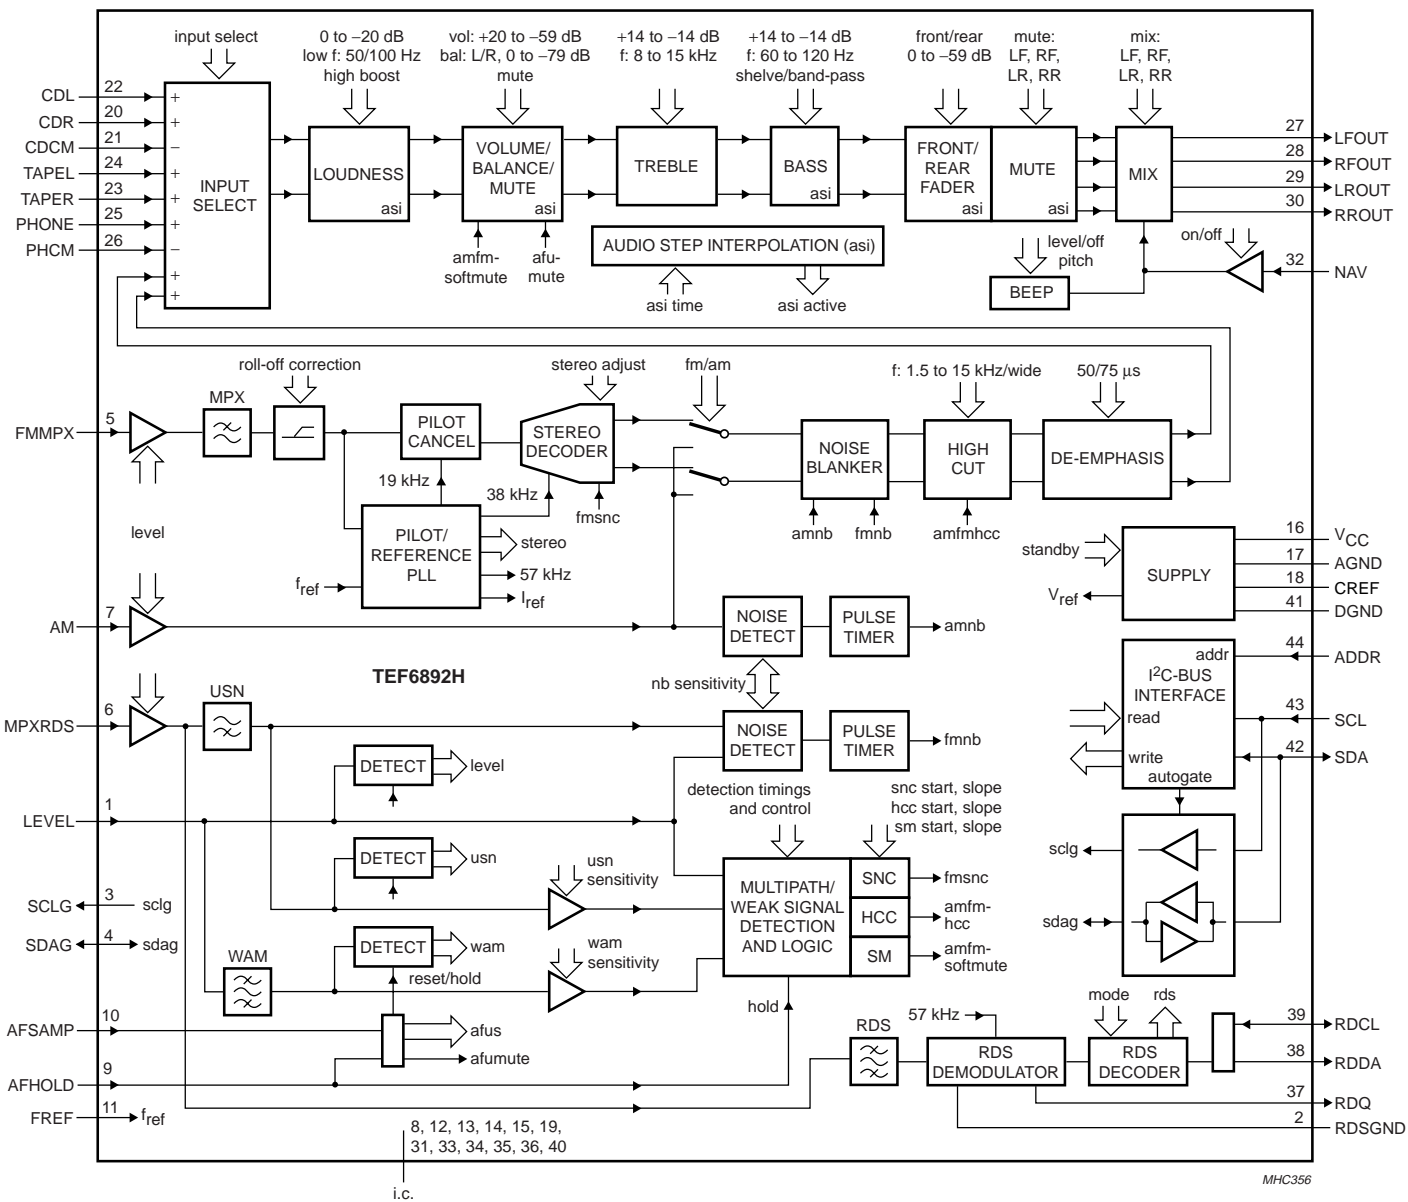 input select
0 to −20 dB
low f: 50/100 Hz
high boost
vol: +20 to −59 dB
bal: L/R, 0 to −79 dB
mute
+14 to −14 dB
f: 8 to 15 kHz
+14 to −14 dB
f: 60 to 120 Hz
shelve/band-pass
front/rear
0 to −59 dB
mute:
LF, RF,
LR, RR
mix:
LF, RF,
LR, RR
CDL 22 +
CDR 20 +
CDCM 21 −
TAPEL 24 +
TAPER 23 +
PHONE 25 +
PHCM 26 −
+
+
INPUT
SELECT
LOUDNESS
asi
VOLUME/
BALANCE/
MUTE
asi
TREBLE
BASS
asi
FRONT/
REAR
FADER
asi
MUTE
asi
MIX
27 LFOUT
28 RFOUT
29 LROUT
30 RROUT
amfm-
softmute
afu-
mute
AUDIO STEP INTERPOLATION (asi)
asi time
asi active
level/off
pitch
BEEP
on/off
32 NAV
roll-off correction
stereo adjust
fm/am
f: 1.5 to 15 kHz/wide
50/75 µs
FMMPX 5
MPX
PILOT
CANCEL
STEREO
DECODER
NOISE
BLANKER
HIGH
CUT
DE-EMPHASIS
19 kHz
38 kHz
fmsnc
amnb
fmnb
amfmhcc
level
PILOT/
REFERENCE
PLL
stereo
57 kHz
Iref
fref
standby
SUPPLY
Vref
16 VCC
17 AGND
18 CREF
41 DGND
AM 7
NOISE
DETECT
PULSE
TIMER
amnb
TEF6892H
nb sensitivity
addr
I2C-BUS
INTERFACE
read
write
autogate
44 ADDR
43 SCL
42 SDA
MPXRDS 6
USN
NOISE
DETECT
PULSE
TIMER
fmnb
DETECT
level
detection timings
and control
snc start, slope
hcc start, slope
sm start, slope
LEVEL 1
DETECT
usn
usn
sensitivity
MULTIPATH/
WEAK SIGNAL
DETECTION
AND LOGIC
SNC
fmsnc
HCC
amfm-
hcc
SM
amfm-
softmute
sclg
sdag
SCLG 3 sclg
SDAG 4 sdag
WAM
DETECT
wam
reset/hold
wam
sensitivity
hold
AFSAMP 10
afus
afumute
AFHOLD 9
FREF 11 fref
RDS
57 kHz
RDS
DEMODULATOR
mode
rds
RDS
DECODER
39 RDCL
38 RDDA
37 RDQ
2 RDSGND
8, 12, 13, 14, 15, 19,
31, 33, 34, 35, 36, 40
i.c.
MHC356